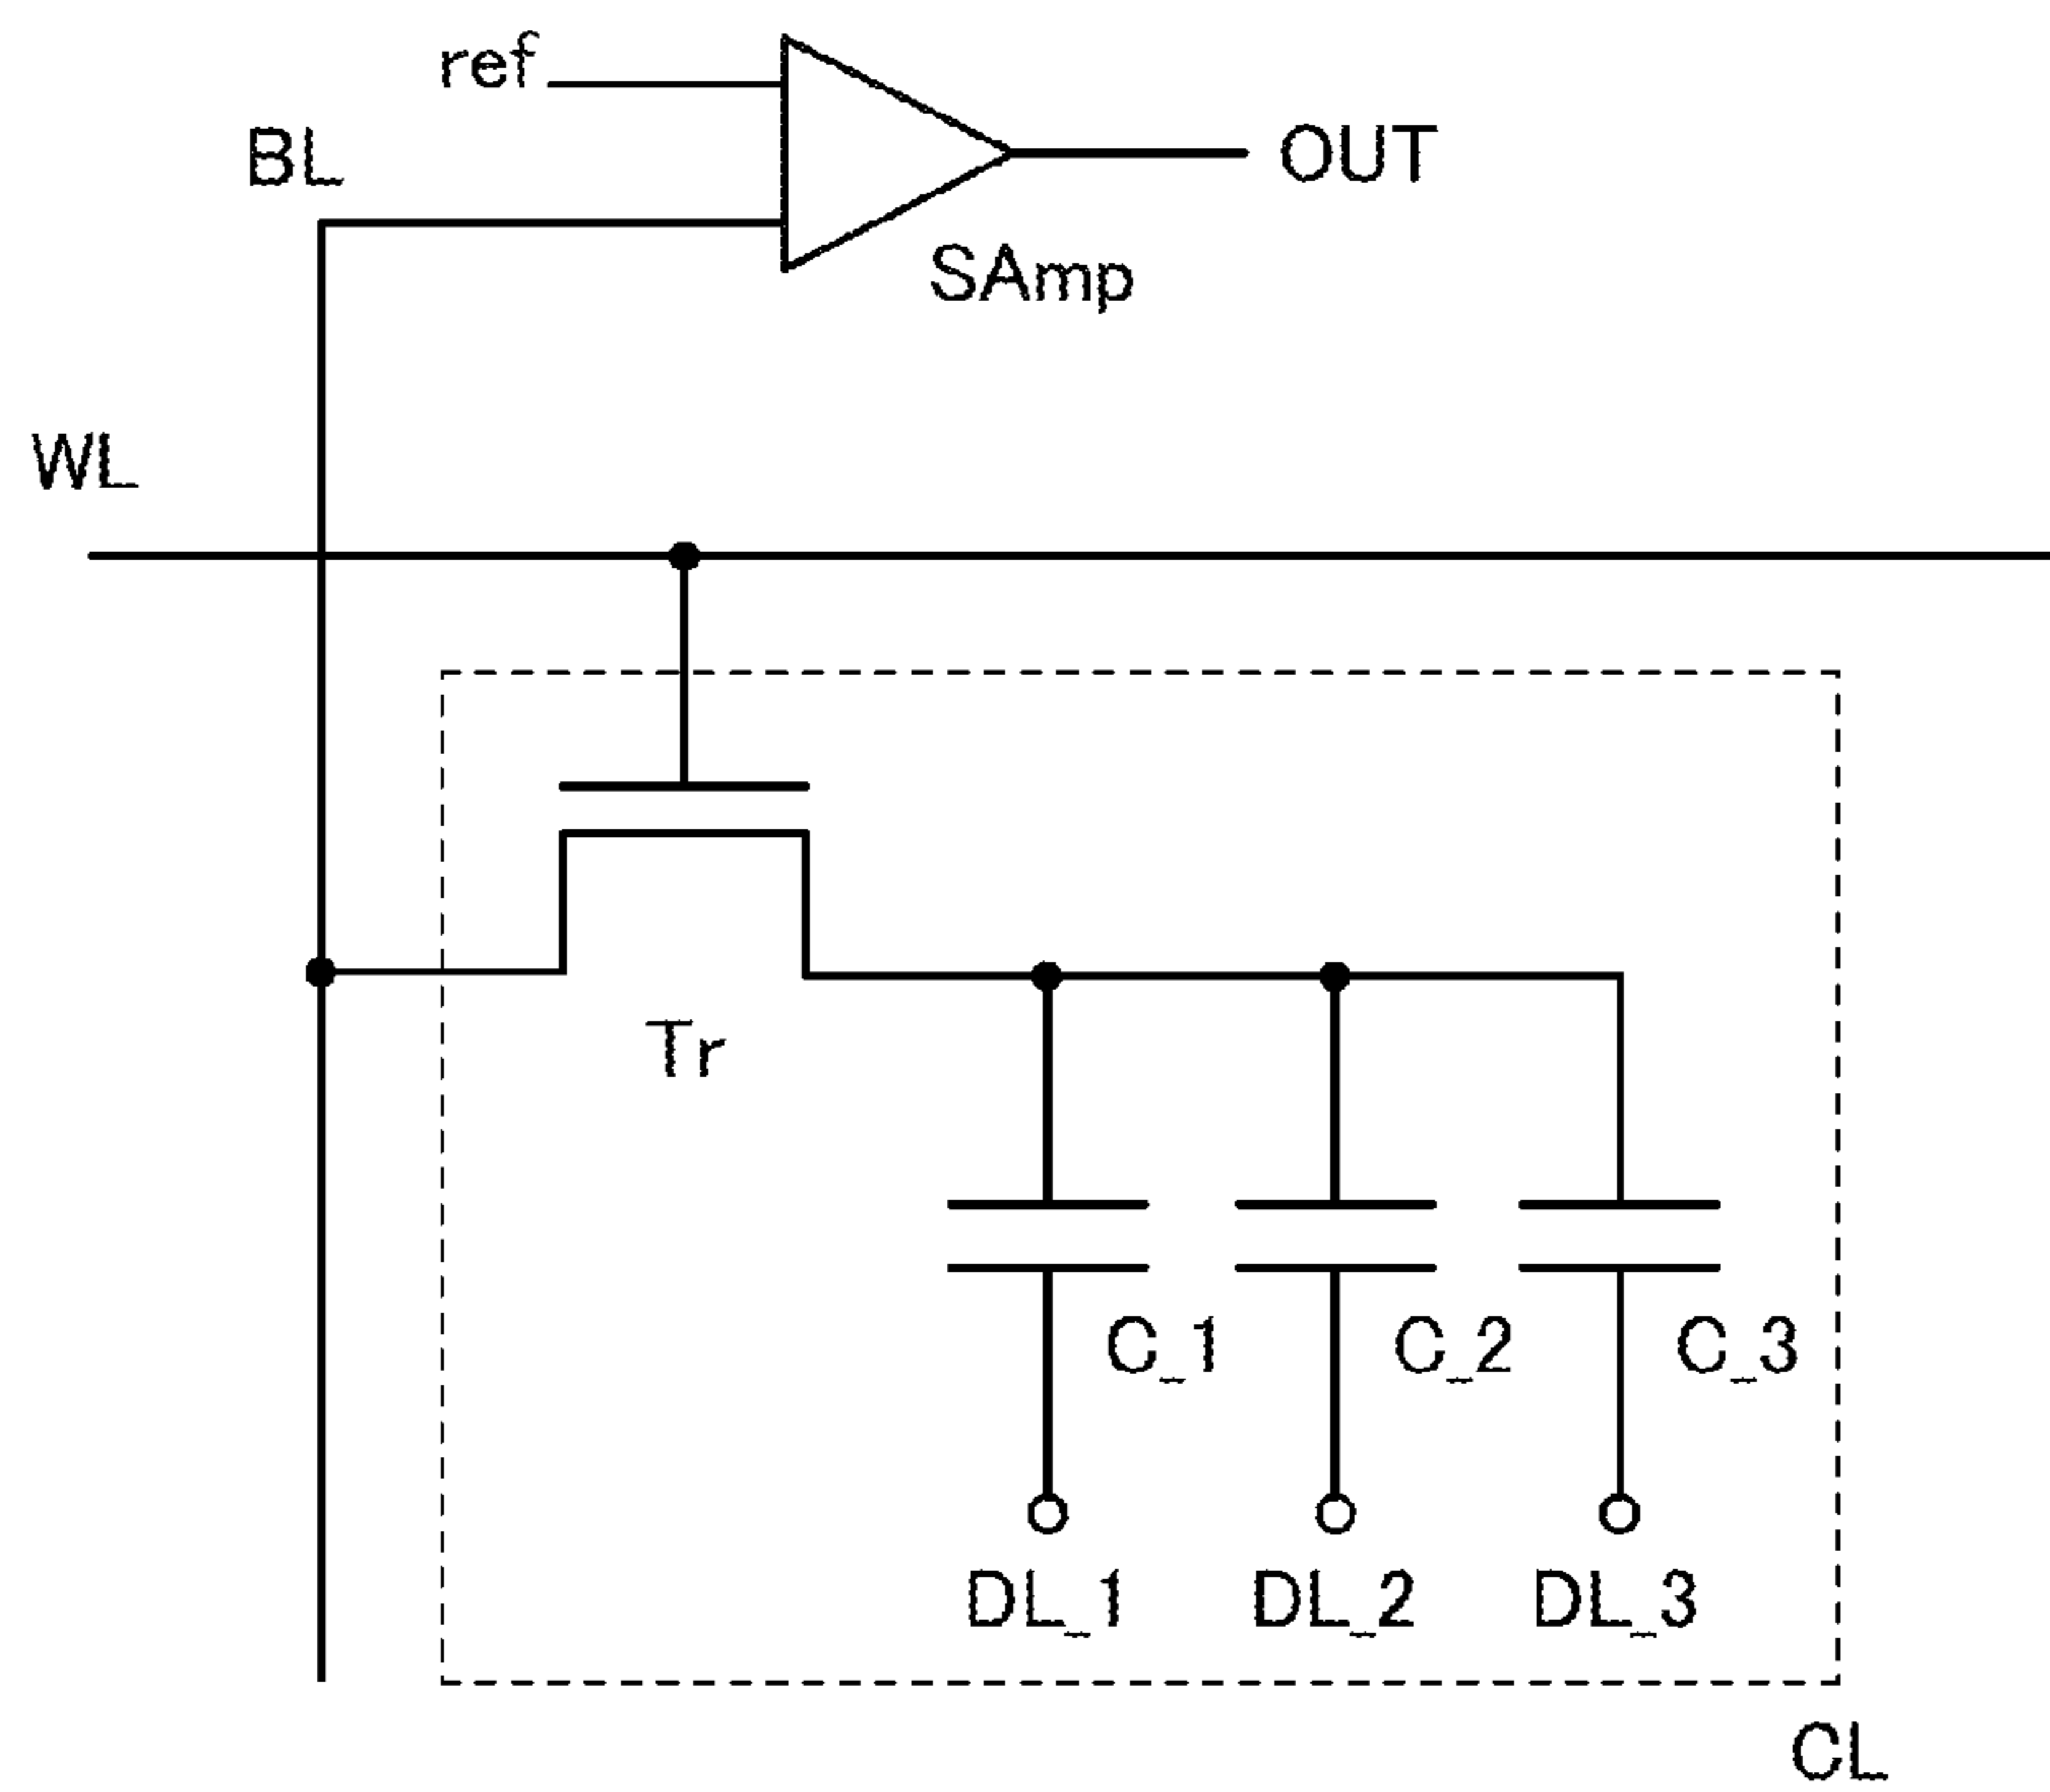 ref
BL
OUT
SAmp
WL
Tr
C_1
C_2
C_3
DL_1
DL_2
DL_3
CL